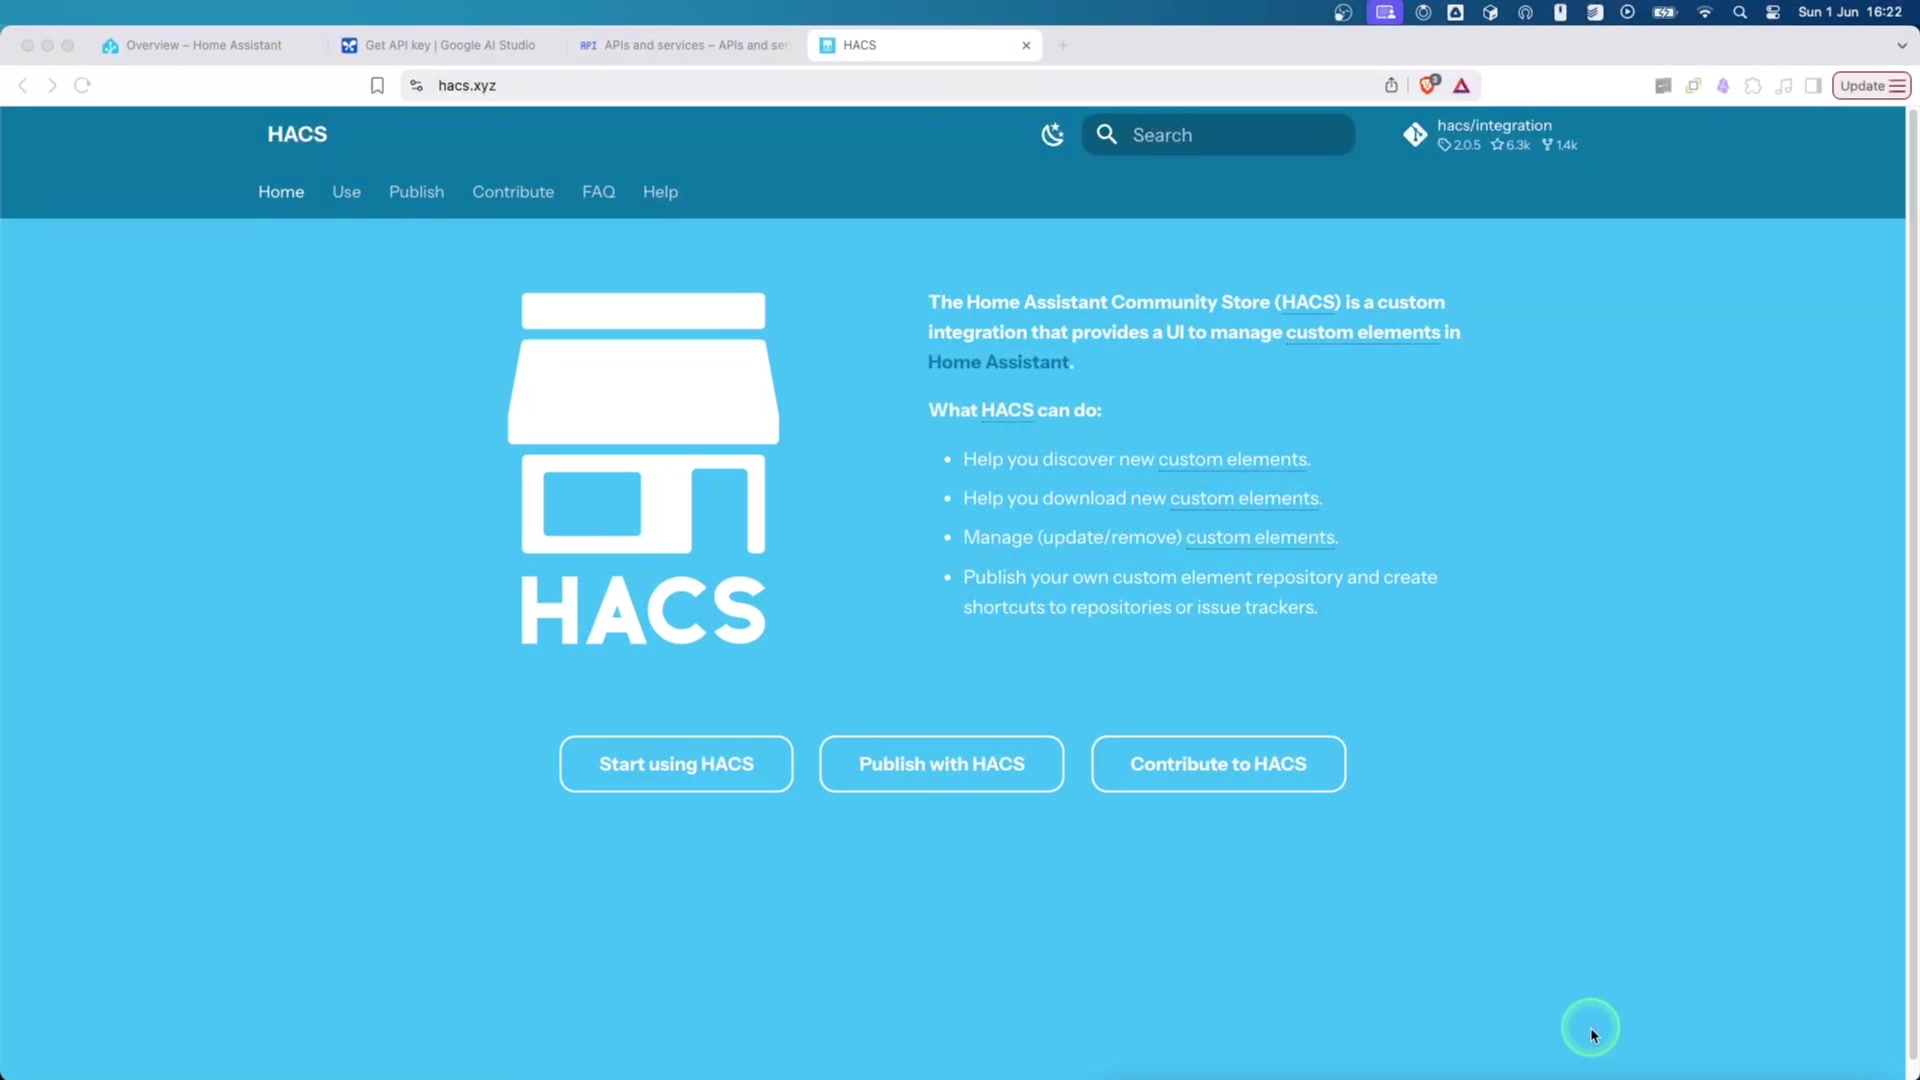 Sun 1 Jun 16:22
Overview – Home Assistant
Get API key | Google AI Studio
API APIs and services – APIs and ser
HACS
hacs.xyz
3
Update
HACS
Search
hacs/integration
2.0.5 6.3k 1.4k
Home Use Publish Contribute FAQ Help
The Home Assistant Community Store (HACS) is a custom
integration that provides a UI to manage custom elements in
Home Assistant.
What HACS can do:
• Help you discover new custom elements.
• Help you download new custom elements.
• Manage (update/remove) custom elements.
• Publish your own custom element repository and create
shortcuts to repositories or issue trackers.
HACS
Start using HACS
Publish with HACS
Contribute to HACS